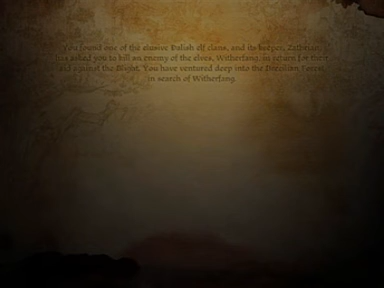 You found one of the elusive Dalish elf clans, and its keeper, Zathrian,
has asked you to kill an enemy of the elves, Witherfang, in return for their
aid against the Blight. You have ventured deep into the Brecilian Forest
in search of Witherfang.